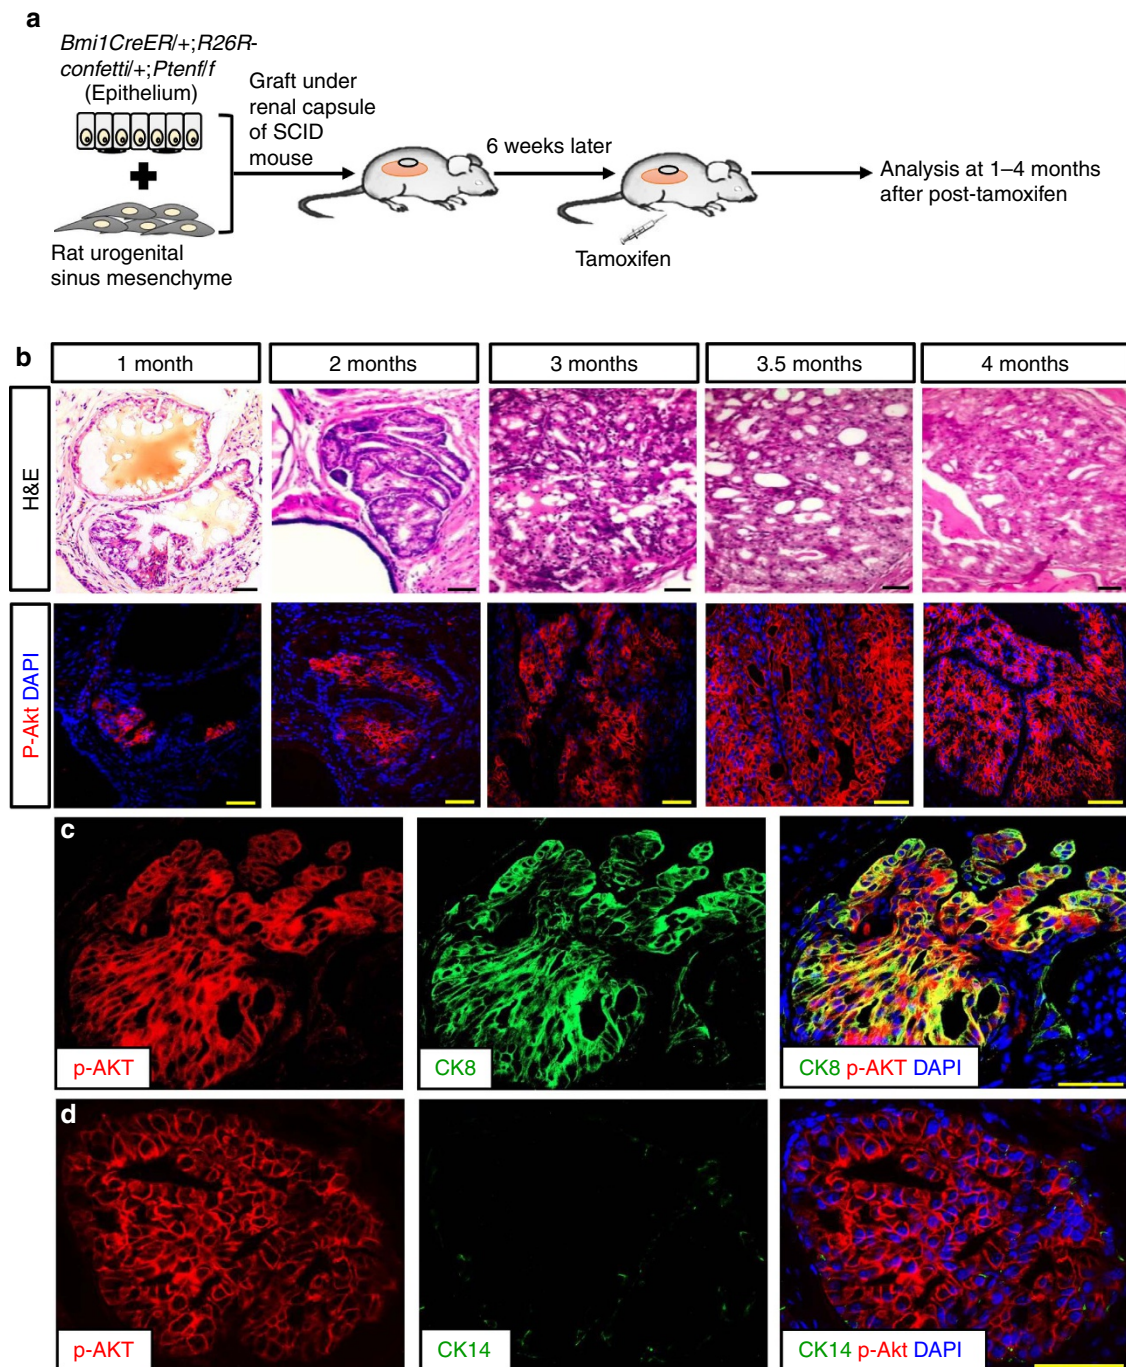 a
Bmi1CreER/+;R26R-
confetti/+;Ptenf/f
(Epithelium)
Rat urogenital
sinus mesenchyme
Graft under
renal capsule
of SCID
mouse
6 weeks later
Tamoxifen
Analysis at 1–4 months
after post-tamoxifen
b
1 month
2 months
3 months
3.5 months
4 months
H&E
P-Akt DAPI
c
p-AKT
CK8
CK8 p-AKT DAPI
d
p-AKT
CK14
CK14 p-Akt DAPI